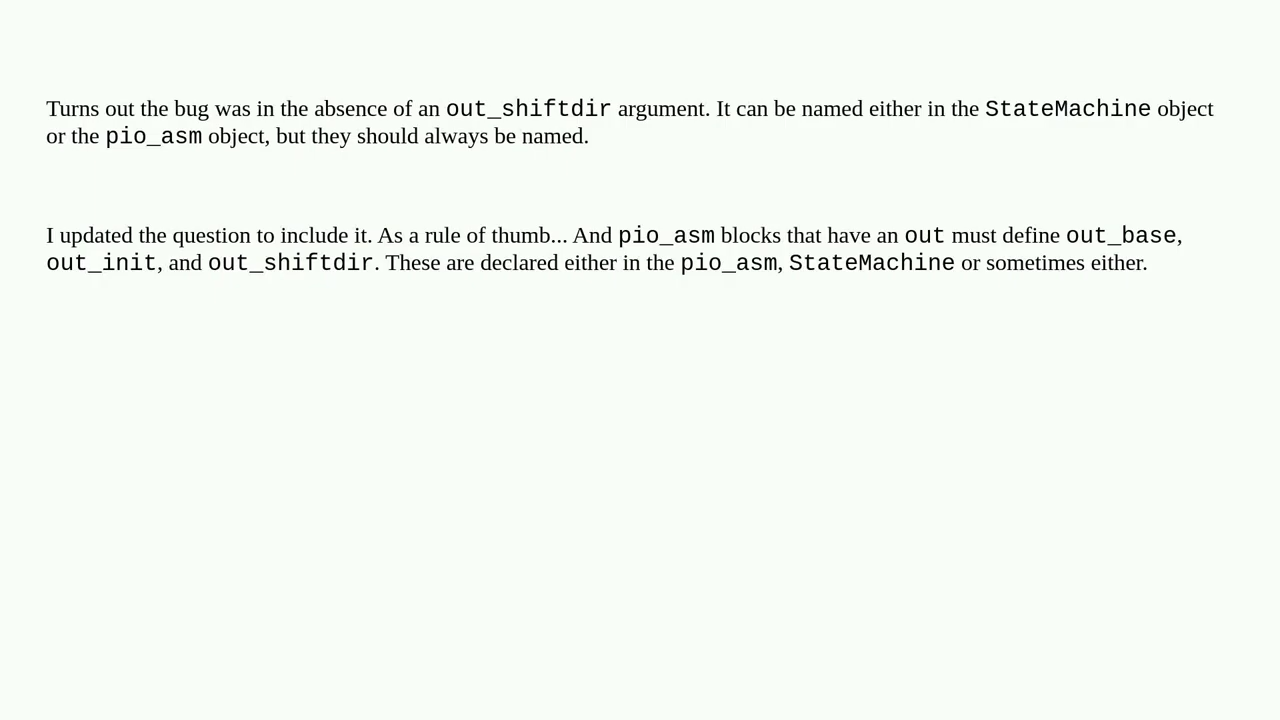 Turns out the bug was in the absence of an out_shiftdir argument. It can be named either in the StateMachine object
or the pio_asm object, but they should always be named.
I updated the question to include it. As a rule of thumb... And pio_asm blocks that have an out must define out_base,
out_init, and out_shiftdir. These are declared either in the pio_asm, StateMachine or sometimes either.